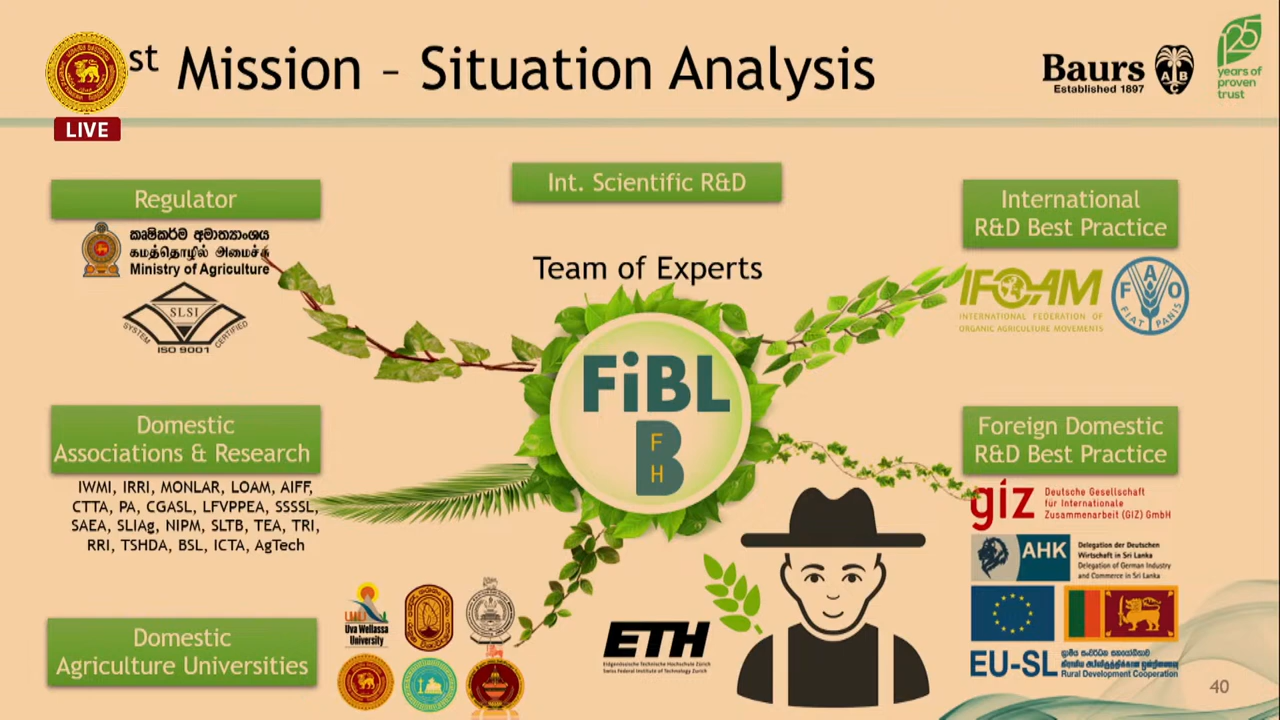 st Mission – Situation Analysis
LIVE
Baurs
Established 1897
ABC
125
years of
proven
trust
Regulator
කෘෂිකර්ම අමාත්‍යාංශය
கமத்தொழில் அமைச்சு
Ministry of Agriculture
SLSI
SYSTEM CERTIFIED
ISO 9001
Int. Scientific R&D
Team of Experts
FiBL
B
F
H
International
R&D Best Practice
IFOAM
INTERNATIONAL FEDERATION OF
ORGANIC AGRICULTURE MOVEMENTS
FAO
FIAT PANIS
Domestic
Associations & Research
IWMI, IRRI, MONLAR, LOAM, AIFF,
CTTA, PA, CGASL, LFVPPEA, SSSSL,
SAEA, SLIAg, NIPM, SLTB, TEA, TRI,
RRI, TSHDA, BSL, ICTA, AgTech
Foreign Domestic
R&D Best Practice
giz
Deutsche Gesellschaft
für Internationale
Zusammenarbeit (GIZ) GmbH
AHK
Delegation der Deutschen
Wirtschaft in Sri Lanka
Delegation of German Industry
and Commerce in Sri Lanka
EU-SL
Rural Development Cooperation
Domestic
Agriculture Universities
Uva Wellassa
University
ETH
Eidgenössische Technische Hochschule Zürich
Swiss Federal Institute of Technology Zurich
40